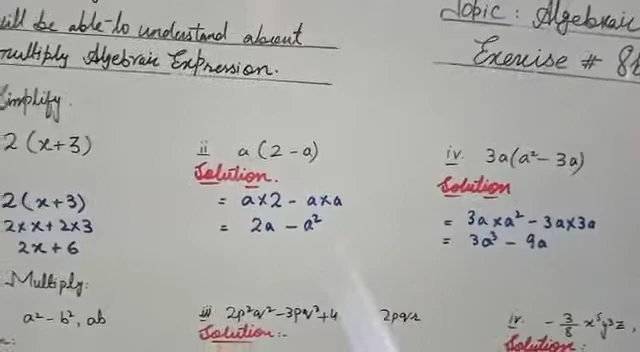 will be able to understand about
multiply Algebraic Expression.
Topic: Algebraic
Exercise # 8
Simplify.
2(x+3)
2(x+3)
2×x+2×3
2x+6
ii a(2-a)
Solution.
= a×2 - a×a
= 2a - a²
iv. 3a(a²-3a)
Solution
= 3a×a² - 3a×3a
= 3a³ - 9a
Multiply:
a²-b², ab
iii 2p²q²-3pq³+4
Solution:-
iv. -3/8 x⁵y³z,
Solution: